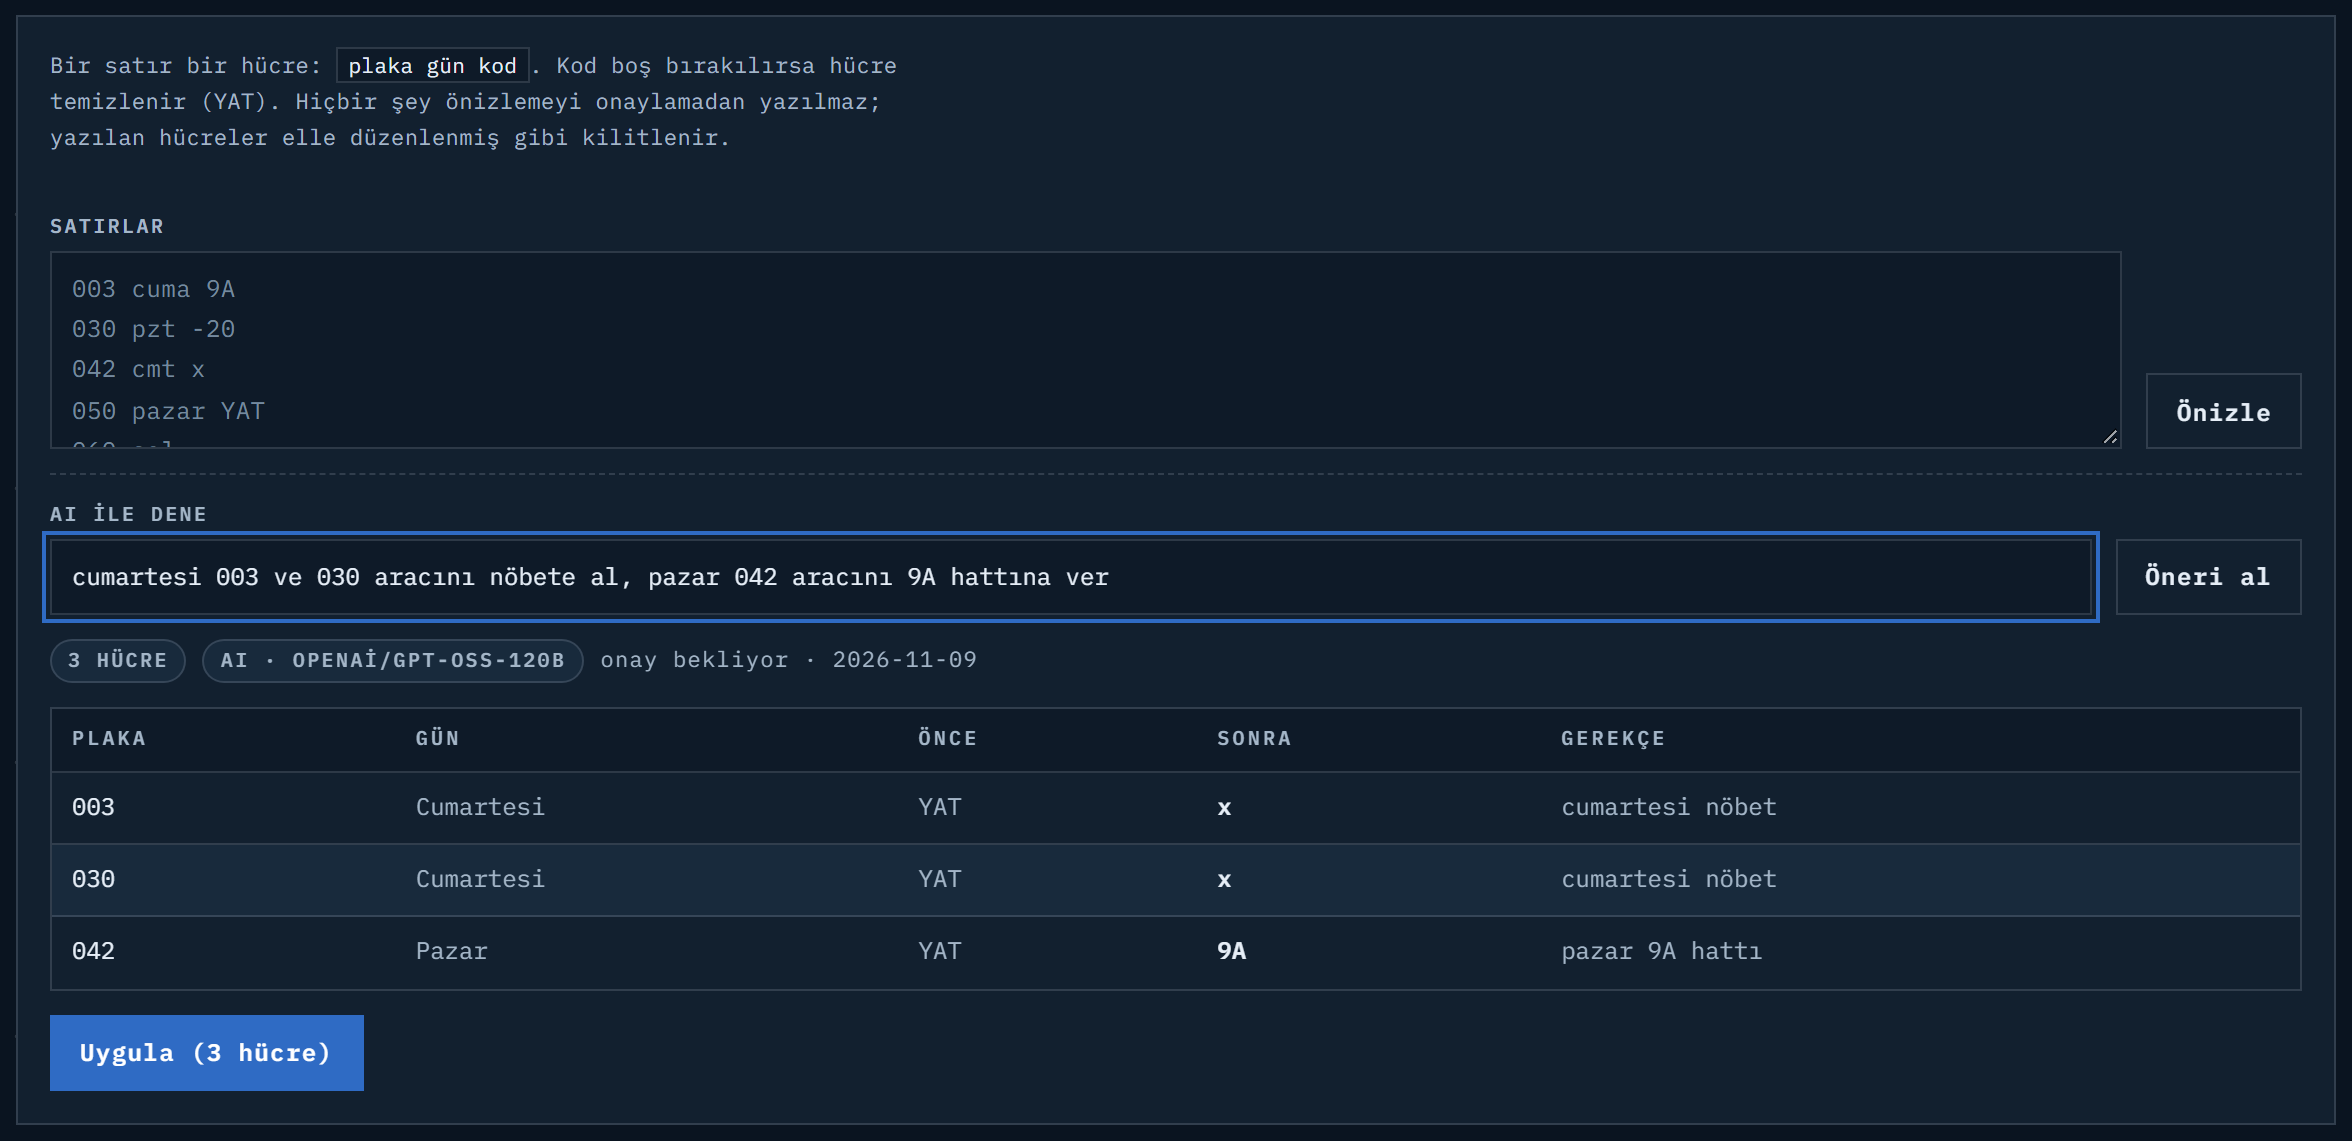 Bir satır bir hücre: plaka gün kod. Kod boş bırakılırsa hücre
temizlenir (YAT). Hiçbir şey önizlemeyi onaylamadan yazılmaz;
yazılan hücreler elle düzenlenmiş gibi kilitlenir.
SATIRLAR
003 cuma 9A
030 pzt -20
042 cmt x
050 pazar YAT
Önizle
AI İLE DENE
cumartesi 003 ve 030 aracını nöbete al, pazar 042 aracını 9A hattına ver
Öneri al
3 HÜCRE AI · OPENAİ/GPT-OSS-120B onay bekliyor · 2026-11-09
PLAKA GÜN ÖNCE SONRA GEREKÇE
003 Cumartesi YAT x cumartesi nöbet
030 Cumartesi YAT x cumartesi nöbet
042 Pazar YAT 9A pazar 9A hattı
Uygula (3 hücre)